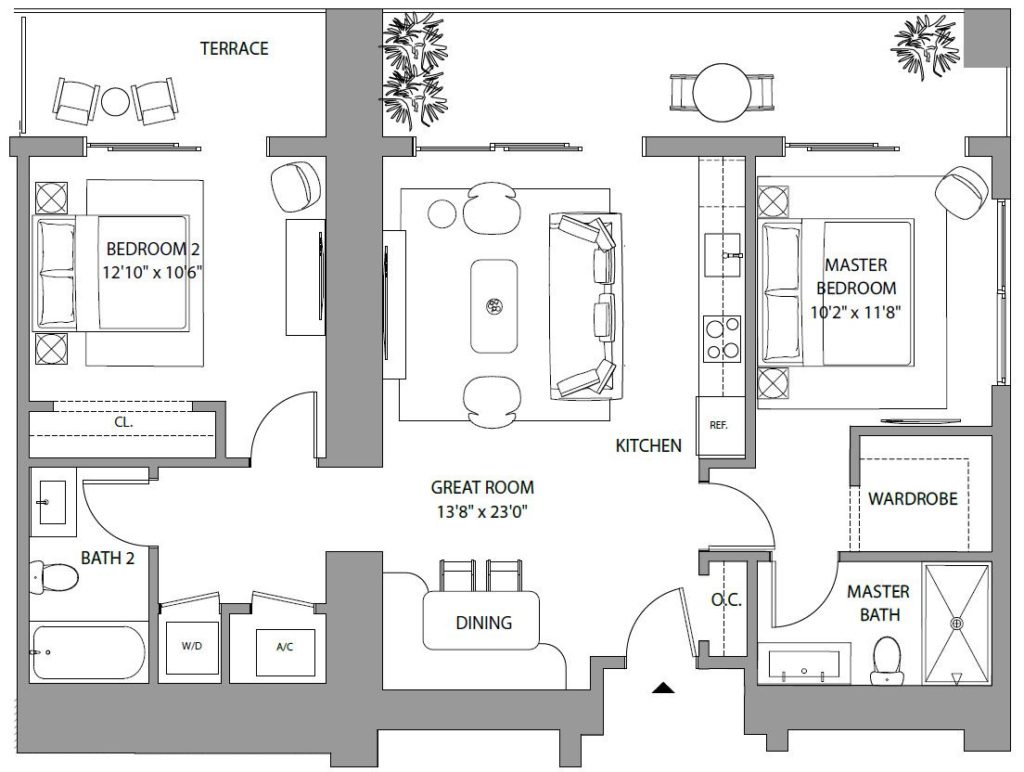 TERRACE
BEDROOM 2
12'10" x 10'6"
MASTER
BEDROOM
10'2" x 11'8"
CL.
REF.
KITCHEN
GREAT ROOM
13'8" x 23'0"
WARDROBE
BATH 2
MASTER
BATH
O.C.
DINING
W/D
A/C